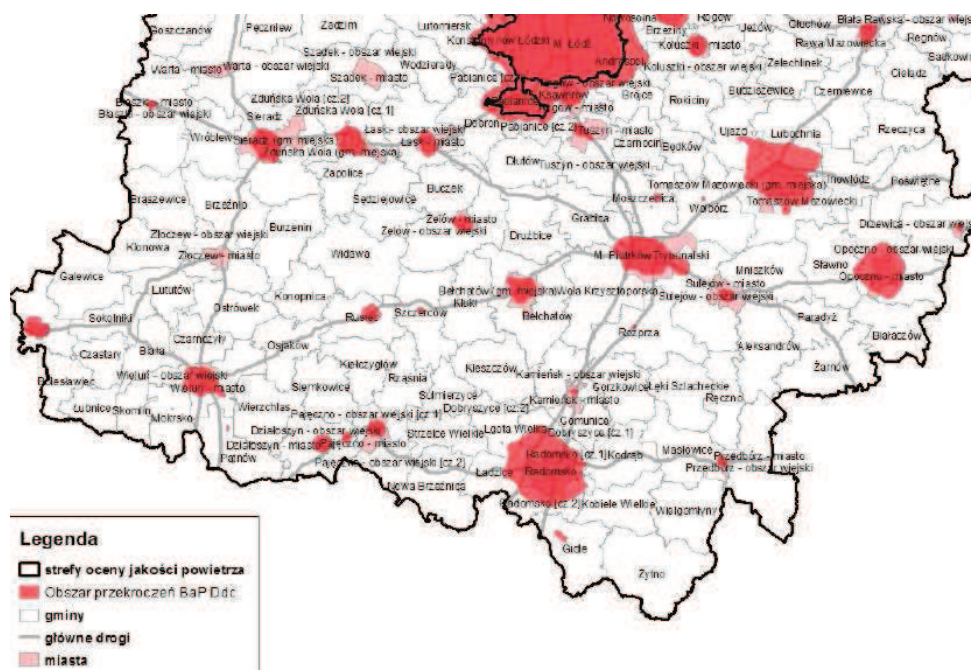 Goszczanów
Pęczniew
Zadzim
Lutomiersk
Nowosolna
Rogów
Jeżów
Głuchów
Biała Rawska - obszar wiejski
Regnów
Brzeziny
Konstantynów Łódzki
M. Łódź
Koluszki - miasto
Rawa Mazowiecka
Sadkowice
Szadek - obszar wiejski
Wodzierady
Andrespol
Koluszki - obszar wiejski
Żelechlinek
Cielądz
Warta - miasto
Warta - obszar wiejski
Szadek - miasto
Pabianice [cz.
Ksawerów
Brójce
Rokiciny
Budziszewice
Czerniewice
Błaszki - miasto
Błaszki - obszar wiejski
Zduńska Wola [cz.2]
Zduńska Wola [cz.1]
Sieradz
Dobroń
Pabianice [cz.2]
Tuszyn - miasto
Czarnocin
Będków
Ujazd
Lubochnia
Rzeczyca
Wróblew
Sieradz (gm. miejska)
Zduńska Wola (gm. miejska)
Łask - obszar wiejski
Łask - miasto
Dłutów
Tuszyn - obszar wiejski
Zapolice
Buczek
Moszczenica
Tomaszów Mazowiecki (gm. miejska)
Inowłódz
Poświętne
Braszewice
Brzeźnio
Sędziejowice
Wolbórz
Tomaszów Mazowiecki
Burzenin
Zelów - miasto
Zelów - obszar wiejski
Drużbice
Grabica
Drzewica - obszar wiej
Klonowa
Złoczew - obszar wiejski
Złoczew - miasto
Widawa
M. Piotrków Trybunalski
Mniszków
Sławno
Opoczno - obszar wiejski
Opoczno - miasto
Galewice
Lututów
Ostrówek
Konopnica
Bełchatów (gm. miejska)
Wola Krzysztoporska
Sulejów - miasto
Sulejów - obszar wiejski
Kluki
Sokolniki
Rusiec
Szczerców
Bełchatów
Paradyż
Czarnożyły
Rozprza
Białaczów
Czastary
Biała
Osjaków
Aleksandrów
Bolesławiec
Wieluń - obszar wiejski
Wieluń - miasto
Kiełczygłów
Rząśnia
Kleszczów
Kamieńsk - obszar wiejski
Żarnów
Siemkowice
Sulmierzyce
Gorzkowice
Łęki Szlacheckie
Łubnice
Skomlin
Mokrsko
Wierzchlas
Pajęczno - obszar wiejski [cz.1]
Dobryszyce [cz.2]
Kamieńsk - miasto
Ręczno
Działoszyn - obszar wiejski
Strzelce Wielkie
Lgota Wielka
Gomunice
Dobryszyce [cz.1]
Działoszyn - miasto
Pajęczno - miasto
Masłowice
Pątnów
Pajęczno - obszar wiejski [cz.2]
Ładzice
Radomsko [cz.1]
Radomsko
Kodrąb
Przedbórz - miasto
Przedbórz - obszar wiejski
Nowa Brzeźnica
Radomsko [cz.2]
Kobiele Wielkie
Wielgomłyny
Gidle
Żytno
Legenda
strefy oceny jakości powietrza
Obszar przekroczeń BaP Ddc
gminy
główne drogi
miasta